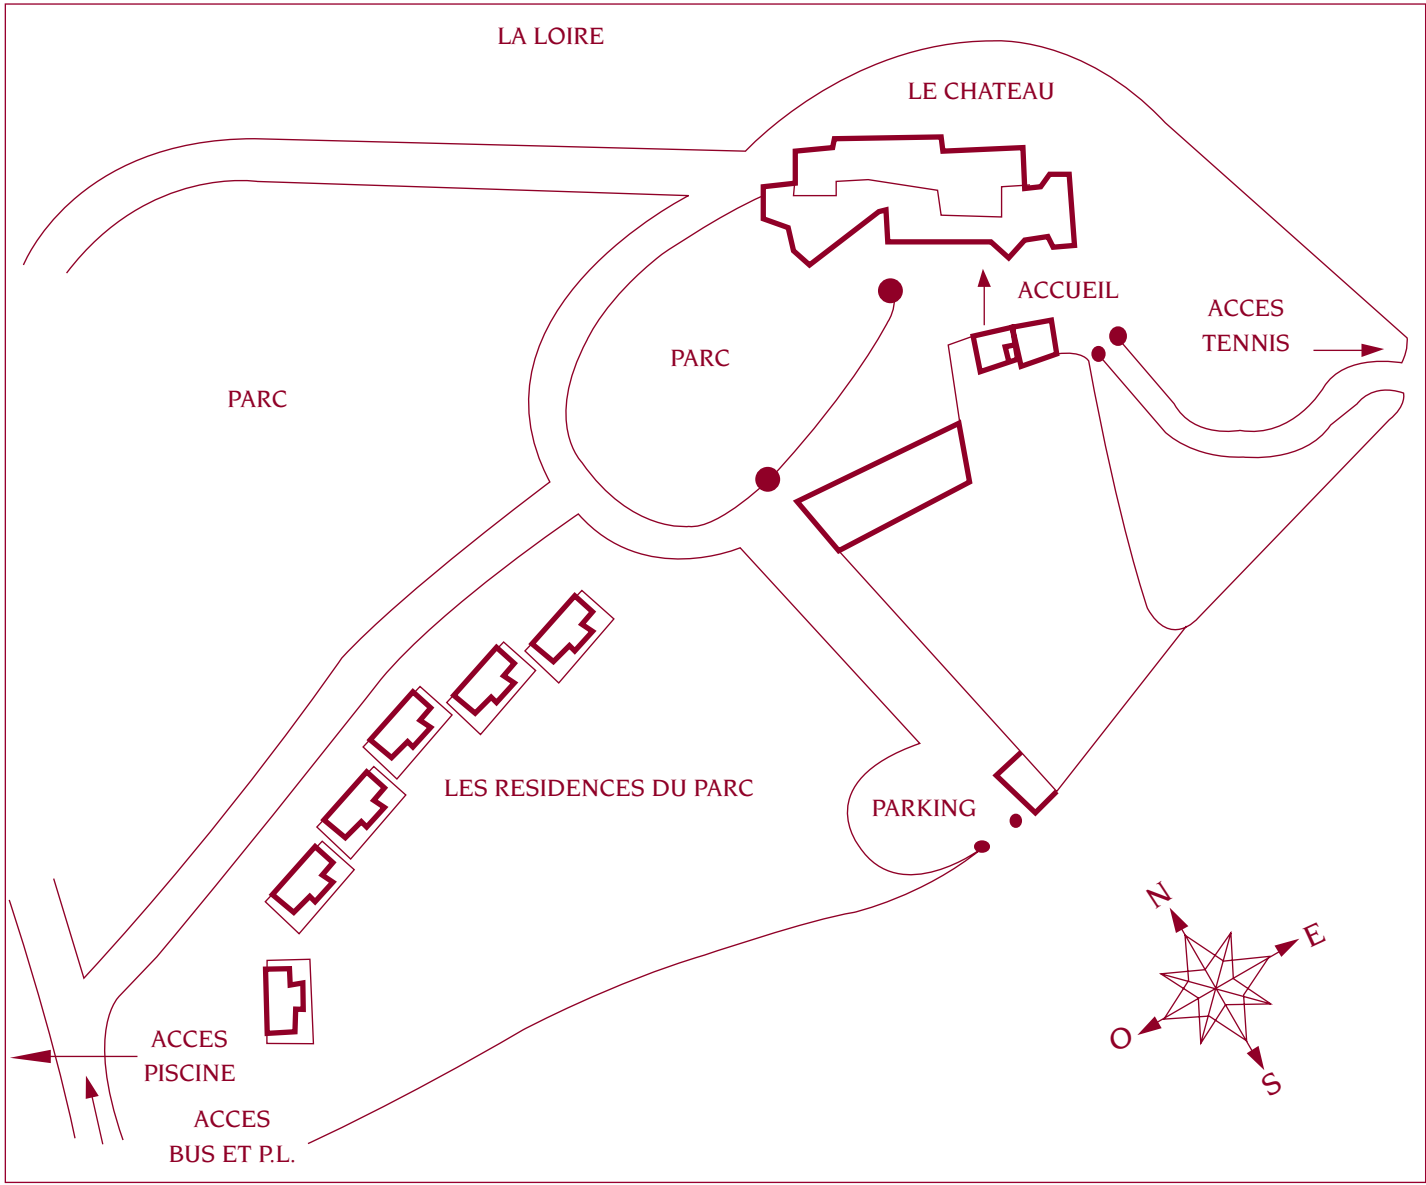 LA LOIRE
LE CHATEAU
ACCUEIL
ACCES
TENNIS
PARC
PARC
LES RESIDENCES DU PARC
PARKING
N
E
O
S
ACCES
PISCINE
ACCES
BUS ET P.L.